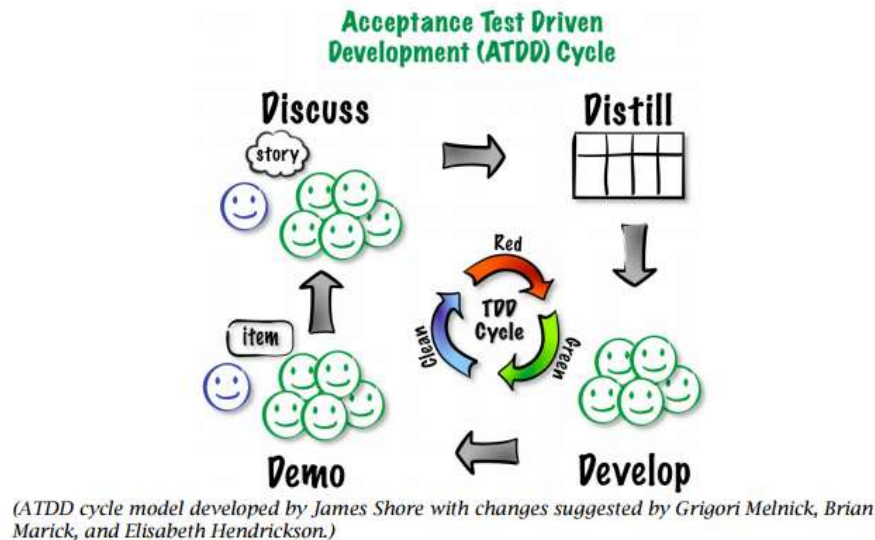 Acceptance Test Driven
Development (ATDD) Cycle
Discuss
Distill
story
Red
TDD
Cycle
Clean
Green
item
Demo
Develop
(ATDD cycle model developed by James Shore with changes suggested by Grigori Melnick, Brian
Marick, and Elisabeth Hendrickson.)